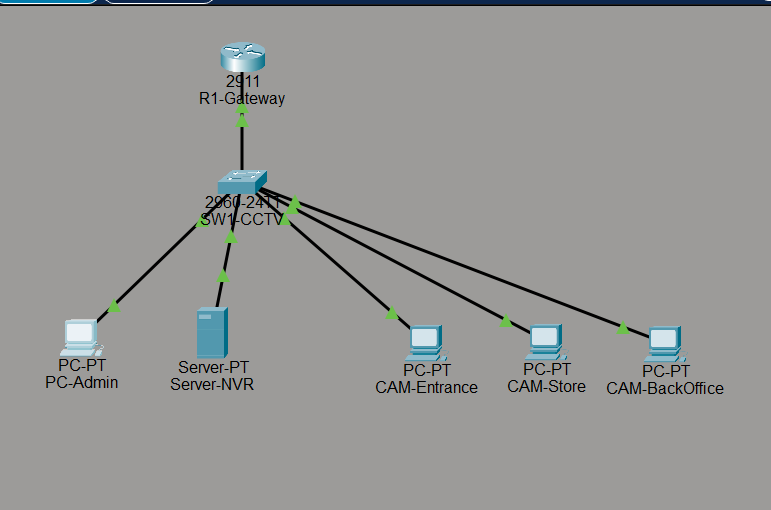 2911
R1-Gateway
2960-24TT
SW1-CCTV
PC-PT
PC-Admin
Server-PT
Server-NVR
PC-PT
CAM-Entrance
PC-PT
CAM-Store
PC-PT
CAM-BackOffice